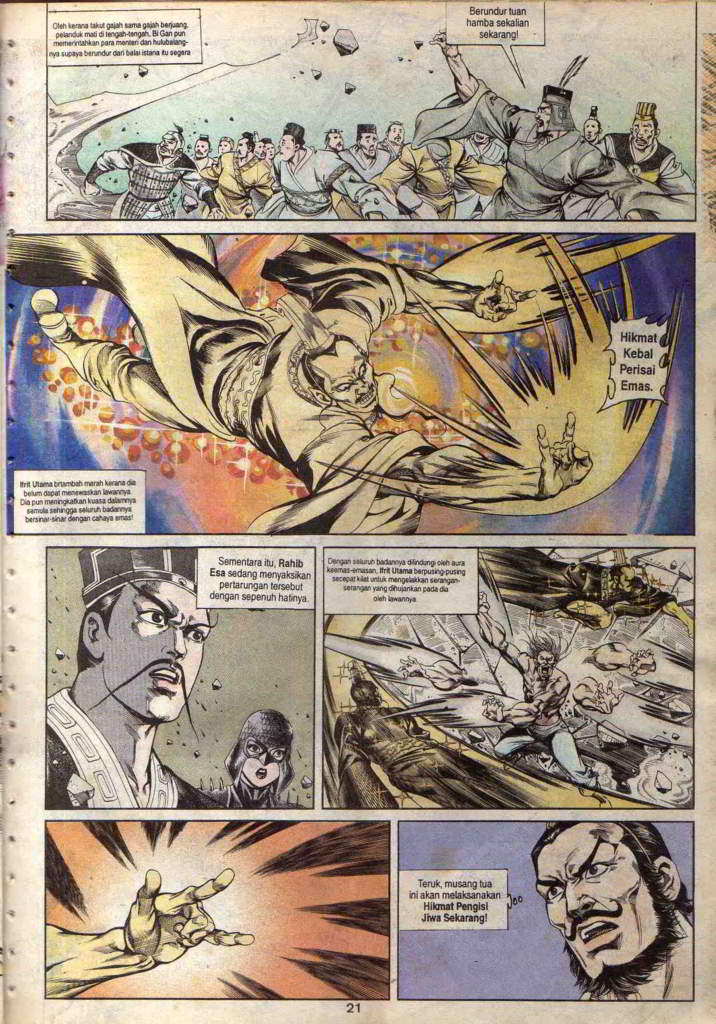 Oleh kerana takut gajah sama gajah berjuang,
pelanduk mati di tengah-tengah, Bi Gan pun
memerintahkan para menteri dan hulubalang-
nya supaya berundur dari balai istana itu segera
Berundur tuan
hamba sekalian
sekarang!
Hikmat
Kebal
Perisai
Emas.
Ifrit Utama brtambah marah kerana dia
belum dapat menewaskan lawannya.
Dia pun meningkatkan kuasa dalamnya
semula sehingga seluruh badannya
bersinar-sinar dengan cahaya emas!
Sementara itu, Rahib
Esa sedang menyaksikan
pertarungan tersebut
dengan sepenuh hatinya.
Dengan seluruh badannya dilindungi oleh aura
keemas-emasan, Ifrit Utama berpusing-pusing
secepat kilat untuk mengelakkan serangan-
serangan yang dihujankan pada dia
oleh lawannya.
Teruk, musang tua
ini akan melaksanakan
Hikmat Pengisi
Jiwa Sekarang!
21